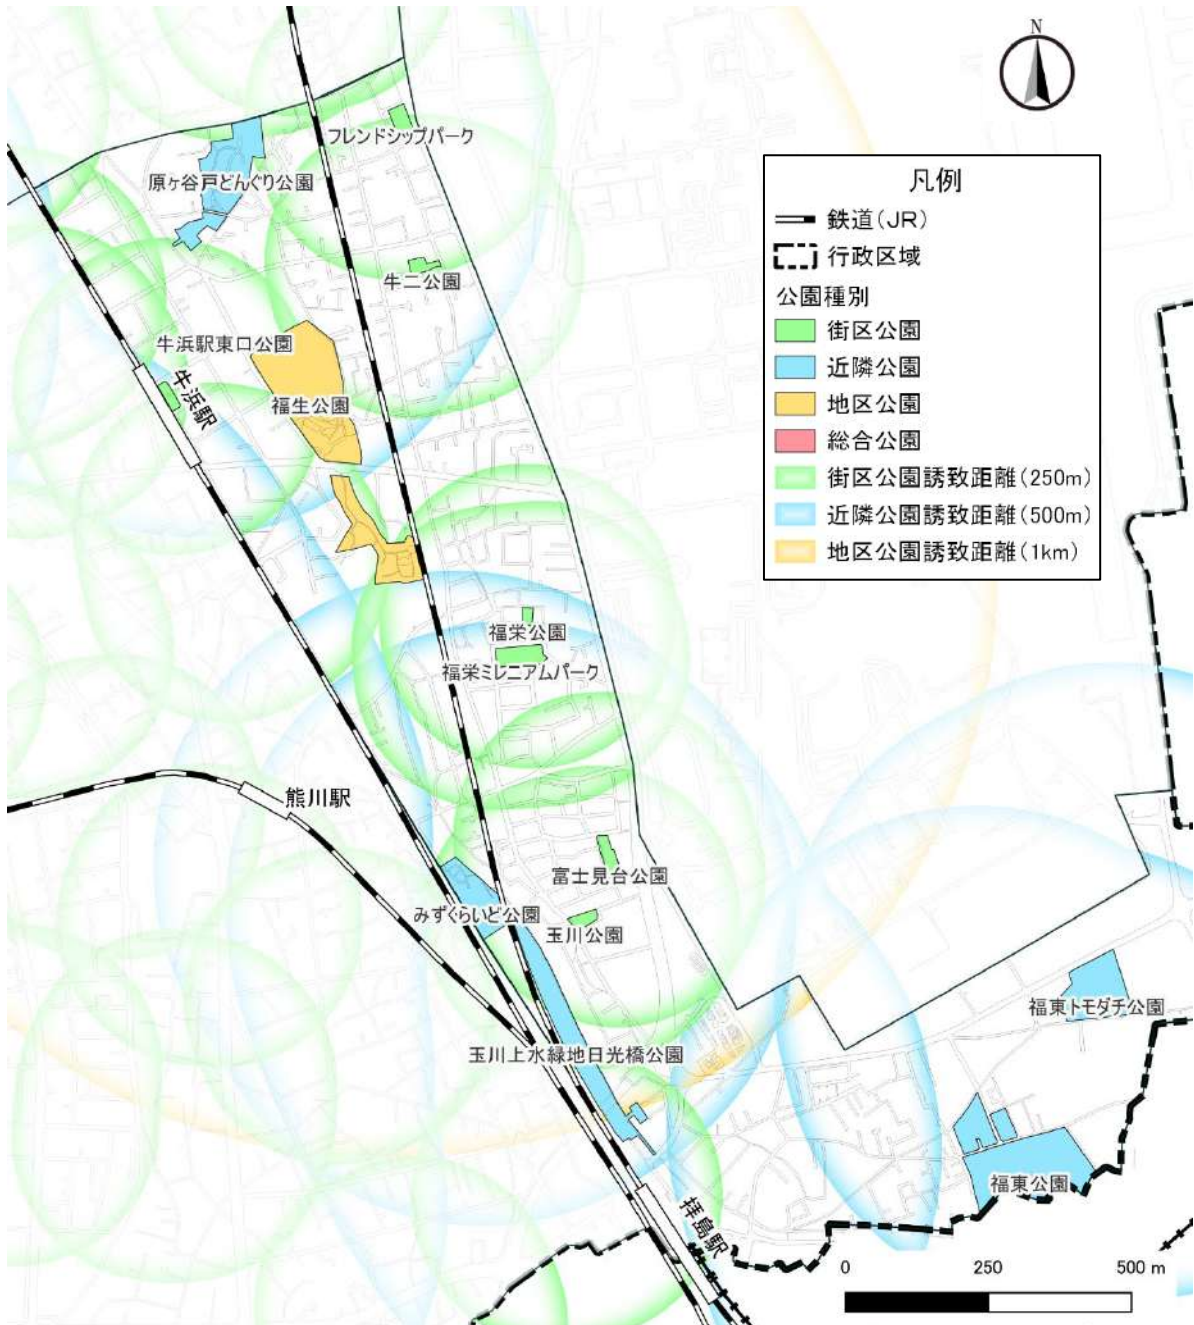 N
フレンドシップパーク
原ヶ谷戸どんぐり公園
牛二公園
牛浜駅東口公園
牛浜駅
福生公園
凡例
鉄道(JR)
行政区域
公園種別
街区公園
近隣公園
地区公園
総合公園
街区公園誘致距離(250m)
近隣公園誘致距離(500m)
地区公園誘致距離(1km)
福栄公園
福栄ミレニアムパーク
熊川駅
富士見台公園
みずくらいど公園
玉川公園
福東トモダチ公園
玉川上水緑地日光橋公園
福東公園
拝島駅
0 250 500 m